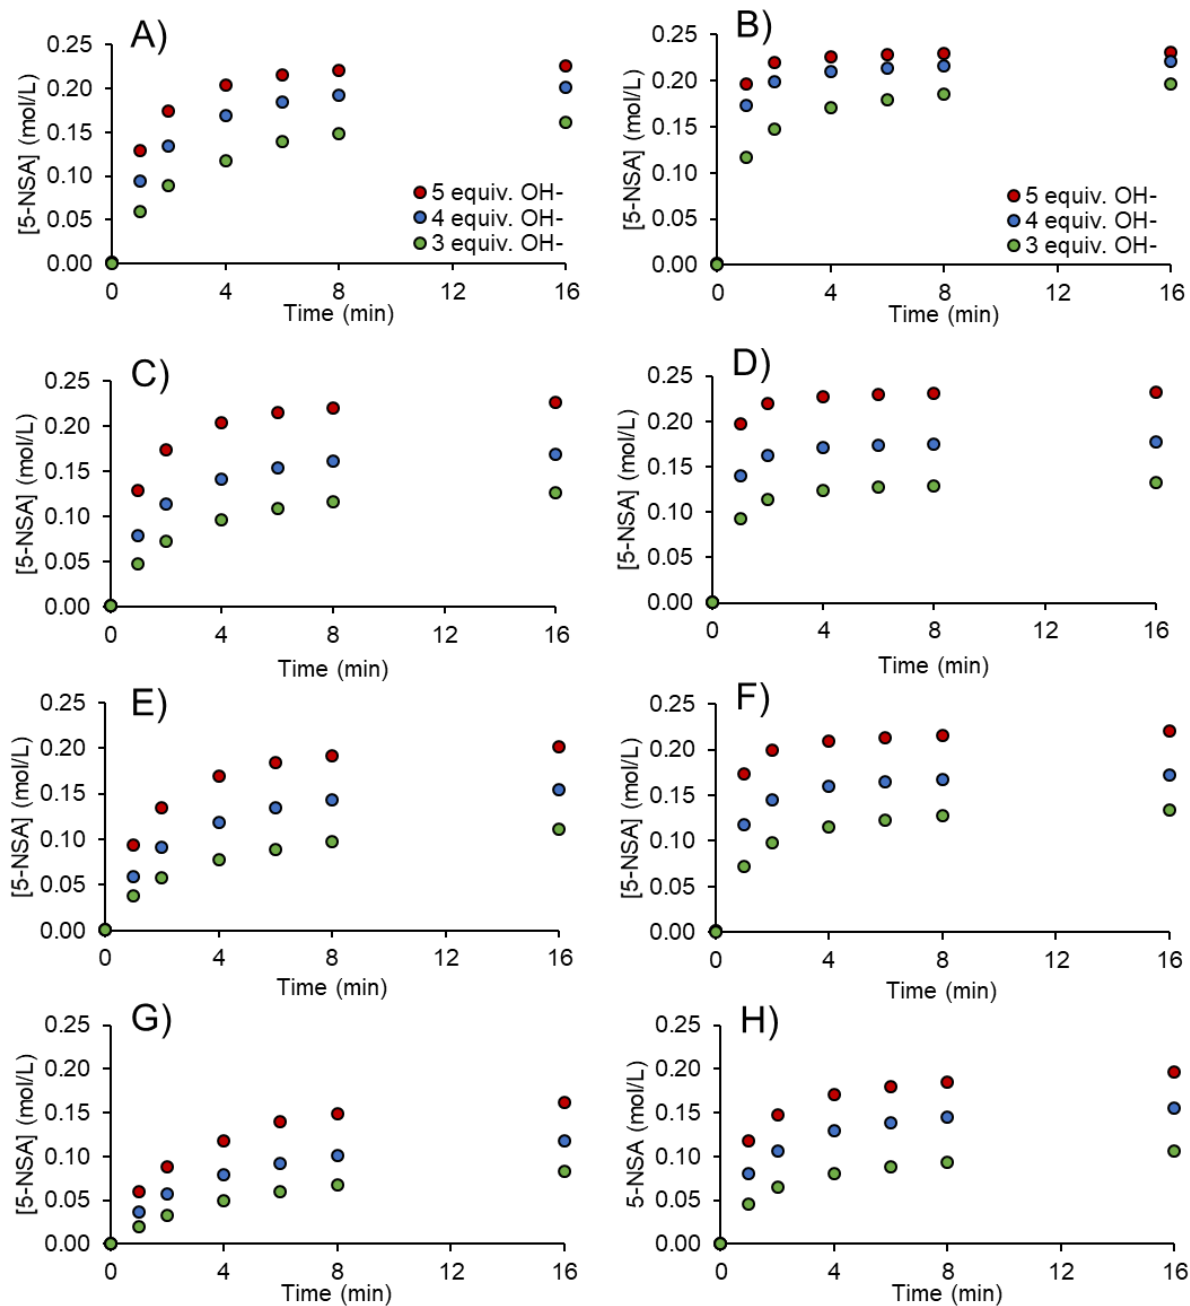 A)
[5-NSA] (mol/L)
0.25
0.20
0.15
0.10
0.05
0.00
5 equiv. OH-
4 equiv. OH-
3 equiv. OH-
0 4 8 12 16
Time (min)
B)
[5-NSA] (mol/L)
0.25
0.20
0.15
0.10
0.05
0.00
5 equiv. OH-
4 equiv. OH-
3 equiv. OH-
0 4 8 12 16
Time (min)
C)
[5-NSA] (mol/L)
0.25
0.20
0.15
0.10
0.05
0.00
0 4 8 12 16
Time (min)
D)
[5-NSA] (mol/L)
0.25
0.20
0.15
0.10
0.05
0.00
0 4 8 12 16
Time (min)
E)
[5-NSA] (mol/L)
0.25
0.20
0.15
0.10
0.05
0.00
0 4 8 12 16
Time (min)
F)
[5-NSA] (mol/L)
0.25
0.20
0.15
0.10
0.05
0.00
0 4 8 12 16
Time (min)
G)
[5-NSA] (mol/L)
0.25
0.20
0.15
0.10
0.05
0.00
0 4 8 12 16
Time (min)
H)
5-NSA (mol/L)
0.25
0.20
0.15
0.10
0.05
0.00
0 4 8 12 16
Time (min)